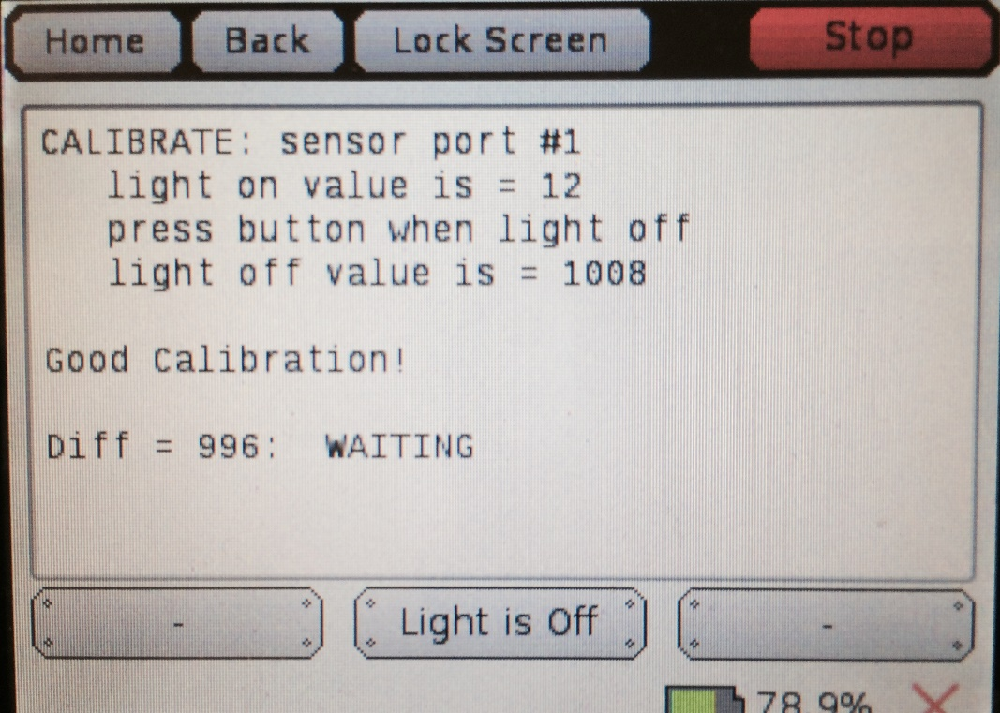 Home Back Lock Screen Stop
CALIBRATE: sensor port #1
light on value is = 12
press button when light off
light off value is = 1008
Good Calibration!
Diff = 996: WAITING
- Light is Off -
78.9%